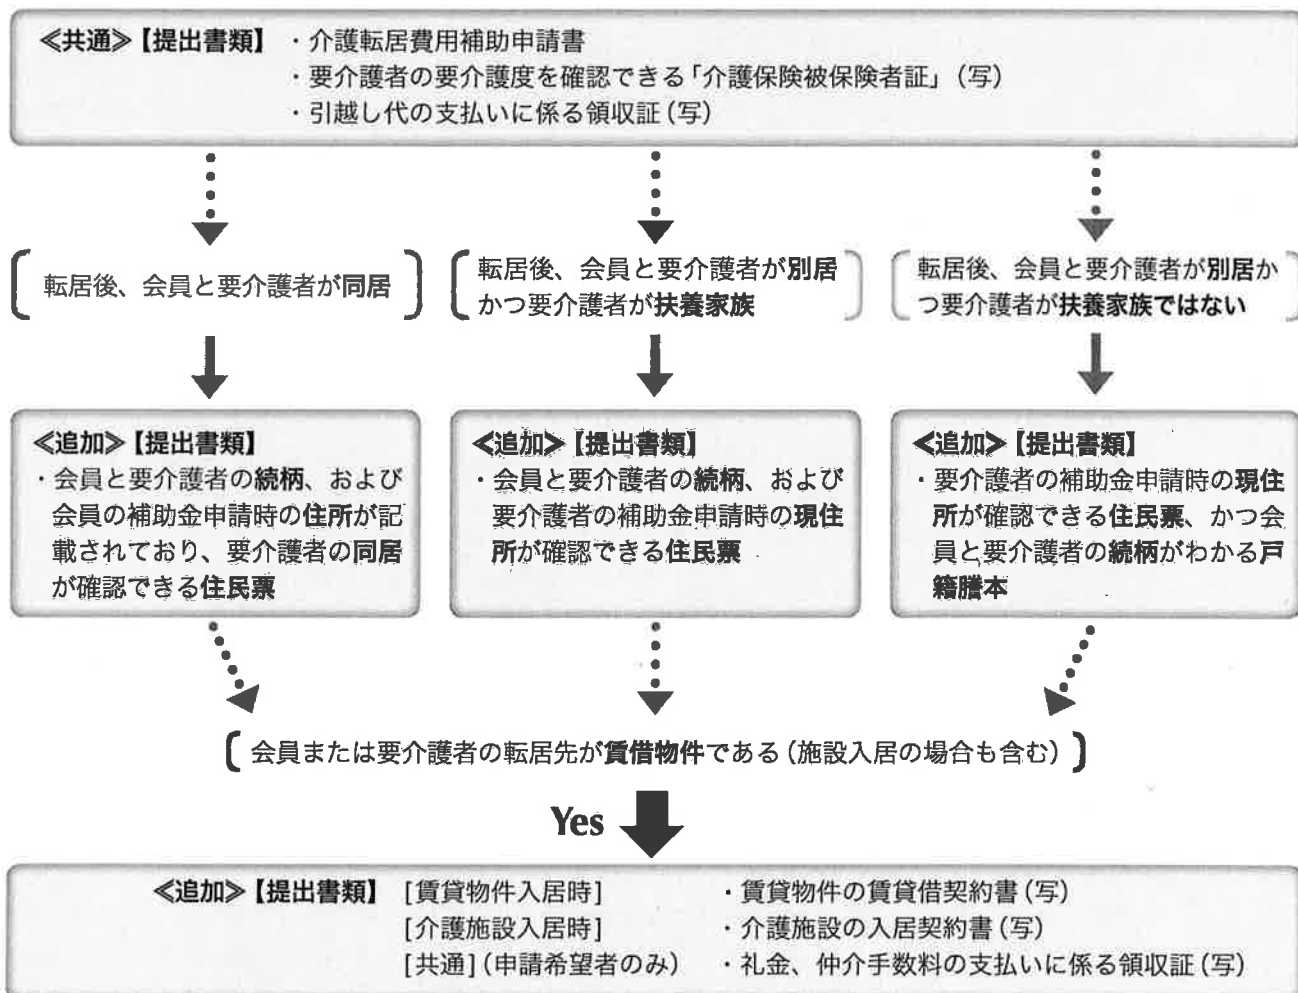 ≪共通≫【提出書類】 ・介護転居費用補助申請書
・要介護者の要介護度を確認できる「介護保険被保険者証」(写)
・引越し代の支払いに係る領収証(写)
転居後、会員と要介護者が同居
転居後、会員と要介護者が別居
かつ要介護者が扶養家族
転居後、会員と要介護者が別居か
つ要介護者が扶養家族ではない
≪追加≫【提出書類】
・会員と要介護者の続柄、および
会員の補助金申請時の住所が記
載されており、要介護者の同居
が確認できる住民票
≪追加≫【提出書類】
・会員と要介護者の続柄、および
要介護者の補助金申請時の現住
所が確認できる住民票
≪追加≫【提出書類】
・要介護者の補助金申請時の現住
所が確認できる住民票、かつ会
員と要介護者の続柄がわかる戸
籍謄本
会員または要介護者の転居先が賃借物件である(施設入居の場合も含む)
Yes
≪追加≫【提出書類】 [賃貸物件入居時] ・賃貸物件の賃貸借契約書(写)
[介護施設入居時] ・介護施設の入居契約書(写)
[共通](申請希望者のみ) ・礼金、仲介手数料の支払いに係る領収証(写)